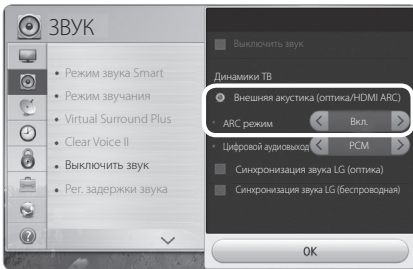 ЗВУК
• Режим звука Smart
• Режим звучания
• Virtual Surround Plus
• Clear Voice II
• Выключить звук
• Рег. задержки звука
Выключить звук
Динамики ТВ
Внешняя акустика (оптика/HDMI ARC)
• ARC режим < Вкл. >
• Цифровой аудиовыход < PCM >
Синхронизация звука LG (оптика)
Синхронизация звука LG (беспроводная)
OK